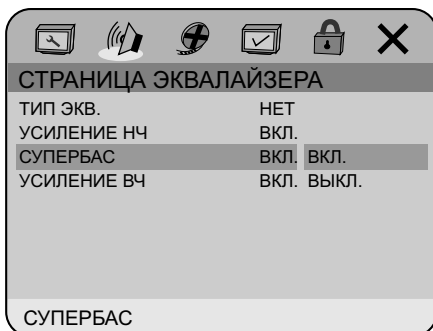 СТРАНИЦА ЭКВАЛАЙЗЕРА
ТИП ЭКВ. НЕТ
УСИЛЕНИЕ НЧ ВКЛ.
СУПЕРБАС ВКЛ. ВКЛ.
УСИЛЕНИЕ ВЧ ВКЛ. ВЫКЛ.
СУПЕРБАС